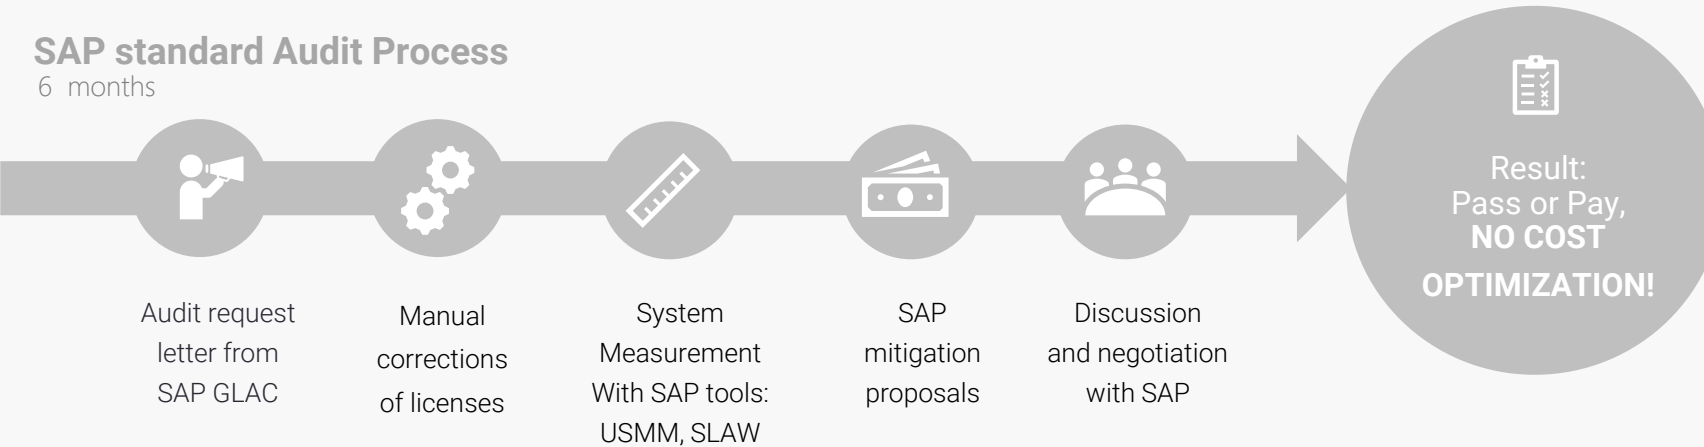 SAP standard Audit Process
6 months
Audit request
letter from
SAP GLAC
Manual
corrections
of licenses
System
Measurement
With SAP tools:
USMM, SLAW
SAP
mitigation
proposals
Discussion
and negotiation
with SAP
Result:
Pass or Pay,
NO COST
OPTIMIZATION!